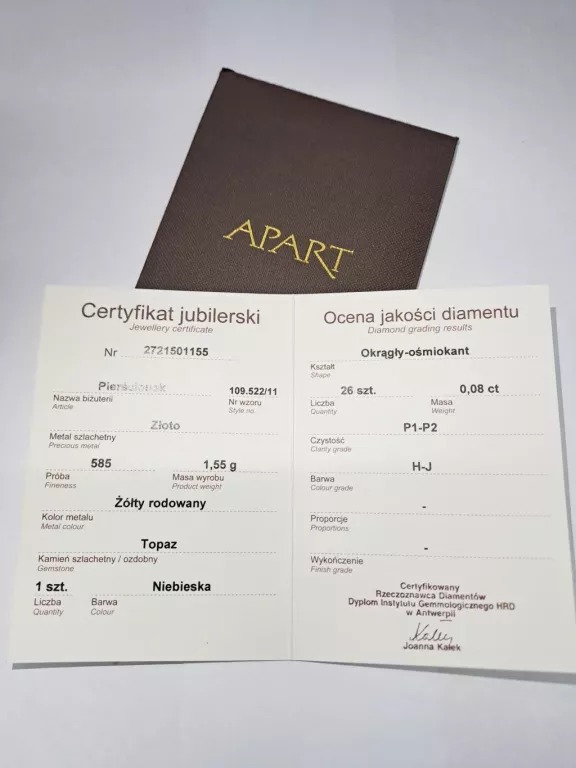 APART
Certyfikat jubilerski
Jewellery certificate
Nr 2721501155
Pierścionek 109.522/11
Nazwa biżuterii Nr wzoru
Article Style no.
Złoto
Metal szlachetny
Precious metal
585 1,55 g
Próba Masa wyrobu
Fineness Product weight
Żółty rodowany
Kolor metalu
Metal colour
Topaz
Kamień szlachetny / ozdobny
Gemstone
1 szt. Niebieska
Liczba Barwa
Quantity Colour
Ocena jakości diamentu
Diamond grading results
Okrągły-ośmiokant
Kształt
Shape
26 szt. 0,08 ct
Liczba Masa
Quantity Weight
P1-P2
Czystość
Clarity grade
H-J
Barwa
Colour grade
-
Proporcje
Proportions
-
Wykończenie
Finish grade
Certyfikowany
Rzeczoznawca Diamentów
Dyplom Instytutu Gemmologicznego HRD
w Antwerpii
Joanna Kałek